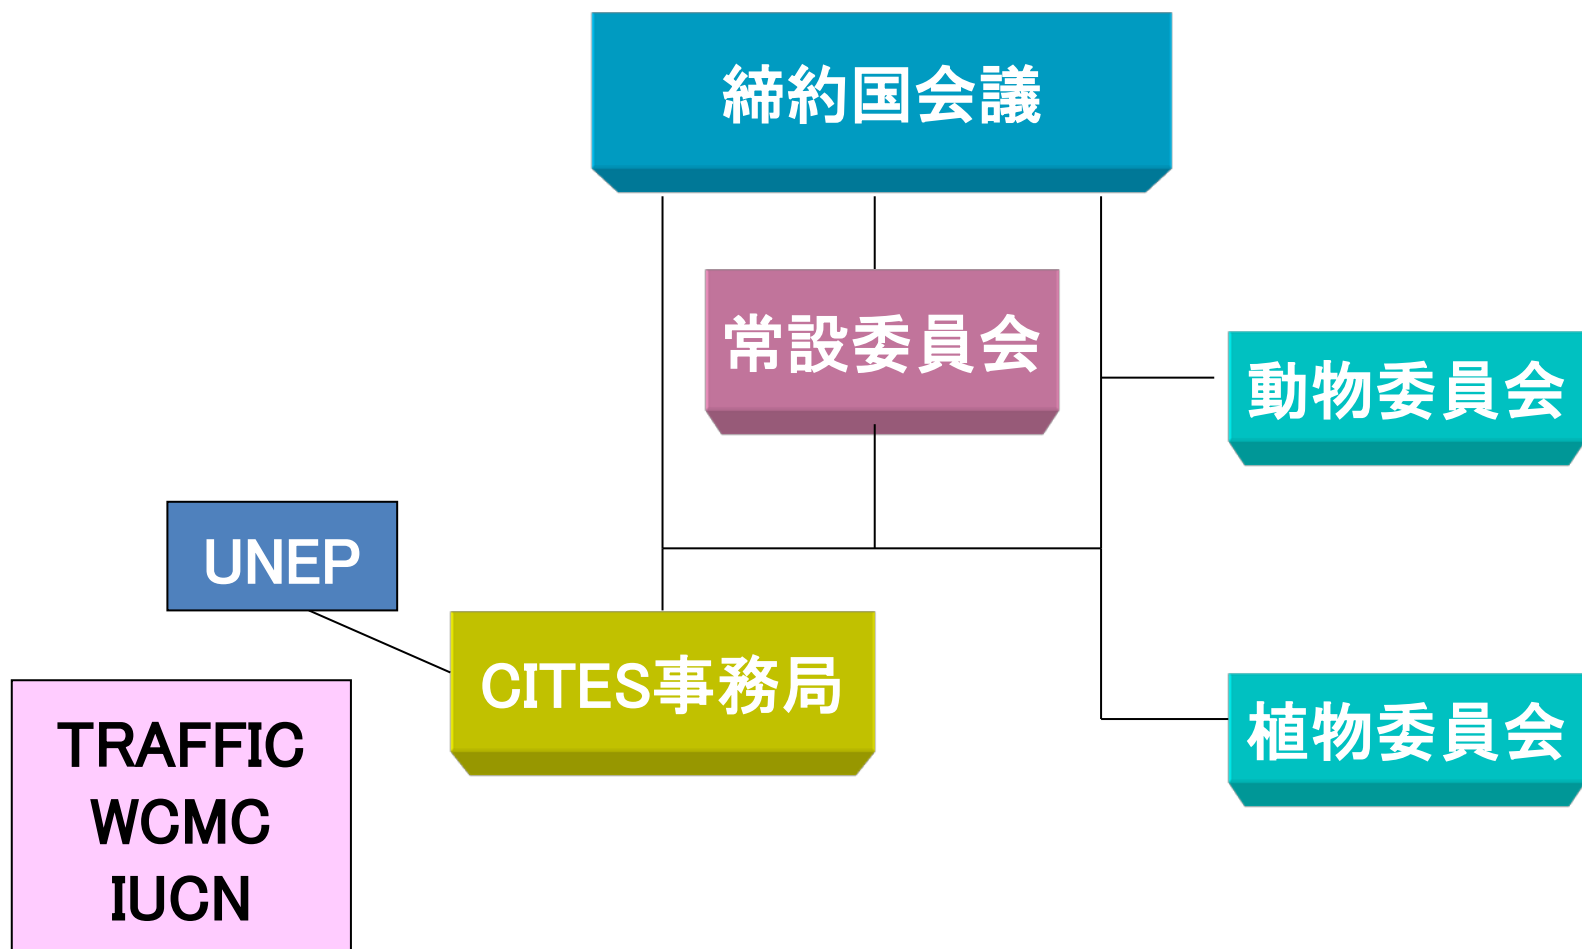 締約国会議
常設委員会
動物委員会
UNEP
CITES事務局
植物委員会
TRAFFIC
WCMC
IUCN